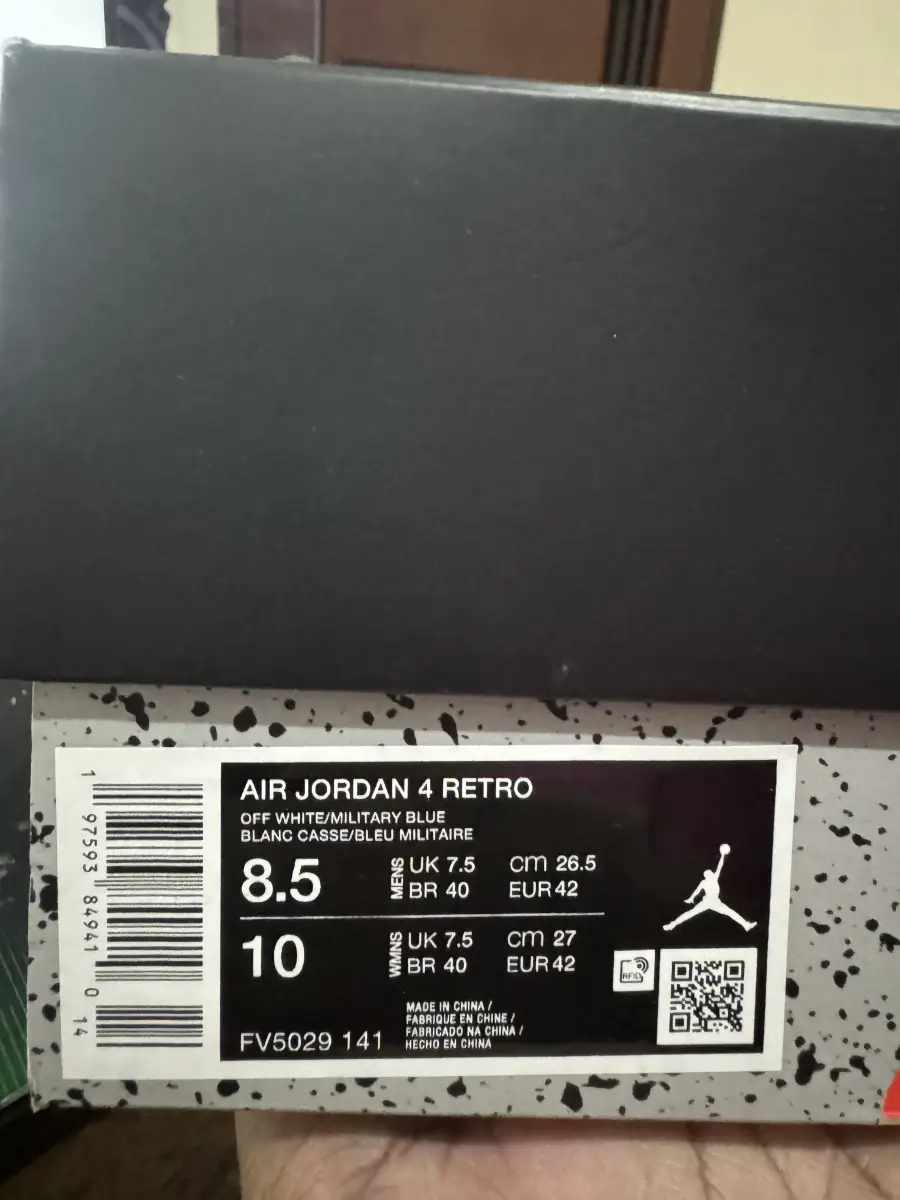 AIR JORDAN 4 RETRO
OFF WHITE/MILITARY BLUE
BLANC CASSE/BLEU MILITAIRE
8.5 MENS UK 7.5 cm 26.5
BR 40 EUR 42
10 WMNS UK 7.5 cm 27
BR 40 EUR 42
RFID
FV5029 141
MADE IN CHINA /
FABRIQUE EN CHINE /
FABRICADO NA CHINA /
HECHO EN CHINA
1 97593 84941 0 14